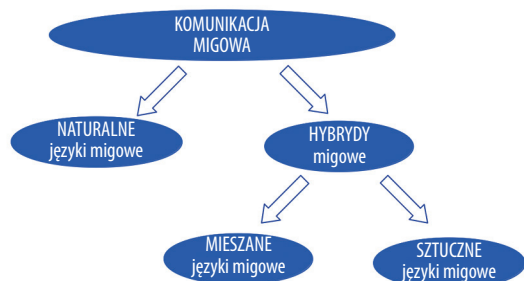 KOMUNIKACJA
MIGOWA
NATURALNE
języki migowe
HYBRYDY
migowe
MIESZANE
języki migowe
SZTUCZNE
języki migowe